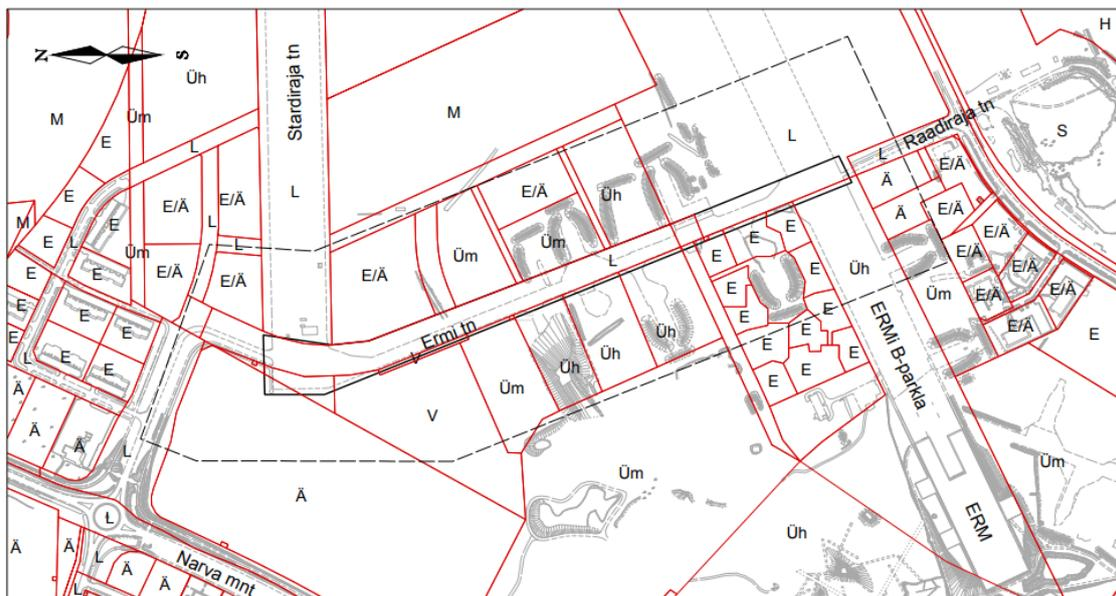 N
S
H
Üh
M
Üm
Stardiraja tn
M
S
E
L
L
L
Raadiraja tn
E
E/Ä
E/Ä
L
L
Ä
E/Ä
M
E
L
E/Ä
Üh
Ä
E/Ä
E
Üm
L
Üm
E
E
E/Ä
E
E
E/Ä
E/Ä
E/Ä
Üm
L
E
E
Üh
E/Ä
E/Ä
E/Ä
E
E
E
Ermi tn
E
E
Üm
E/Ä
E
E
Üh
E
E
E/Ä
E
L
E
E
L
Üh
E
E
ERMi B-parkla
Ä
Üh
E
E
Üm
V
Ä
Ä
L
Üm
Üm
Ä
L
ERM
Üh
Ä
Ä
L
Narva mnt
Ä
Ä
L